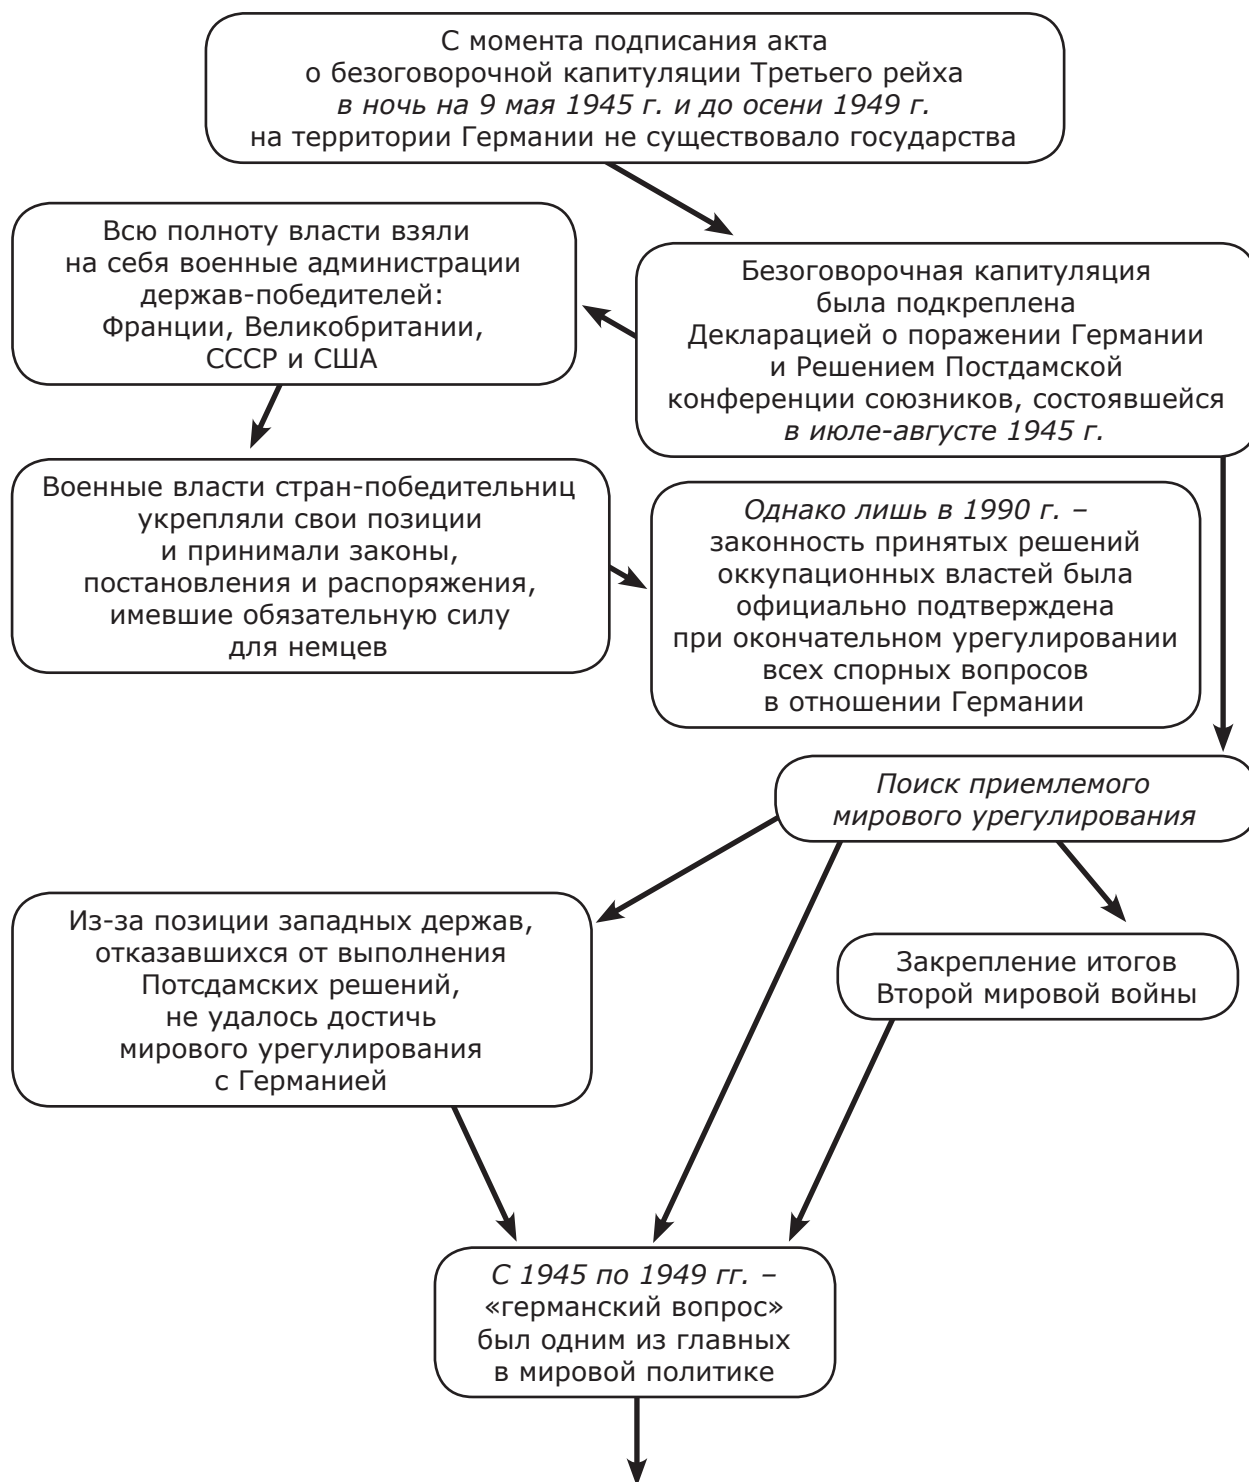 С момента подписания акта
о безоговорочной капитуляции Третьего рейха
в ночь на 9 мая 1945 г. и до осени 1949 г.
на территории Германии не существовало государства
Всю полноту власти взяли
на себя военные администрации
держав-победителей:
Франции, Великобритании,
СССР и США
Безоговорочная капитуляция
была подкреплена
Декларацией о поражении Германии
и Решением Постдамской
конференции союзников, состоявшейся
в июле-августе 1945 г.
Военные власти стран-победительниц
укрепляли свои позиции
и принимали законы,
постановления и распоряжения,
имевшие обязательную силу
для немцев
Однако лишь в 1990 г. –
законность принятых решений
оккупационных властей была
официально подтверждена
при окончательном урегулировании
всех спорных вопросов
в отношении Германии
Поиск приемлемого
мирового урегулирования
Из-за позиции западных держав,
отказавшихся от выполнения
Потсдамских решений,
не удалось достичь
мирового урегулирования
с Германией
Закрепление итогов
Второй мировой войны
С 1945 по 1949 гг. –
«германский вопрос»
был одним из главных
в мировой политике